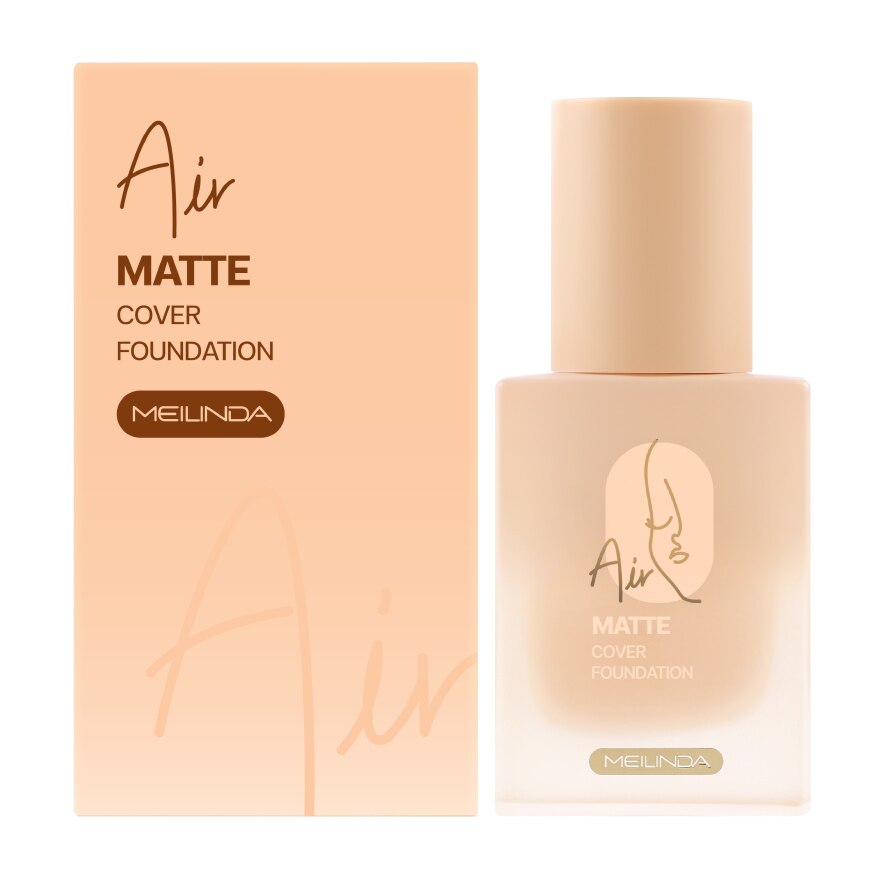 Air
MATTE
COVER
FOUNDATION
MEILINDA
Air
Air
MATTE
COVER
FOUNDATION
MEILINDA